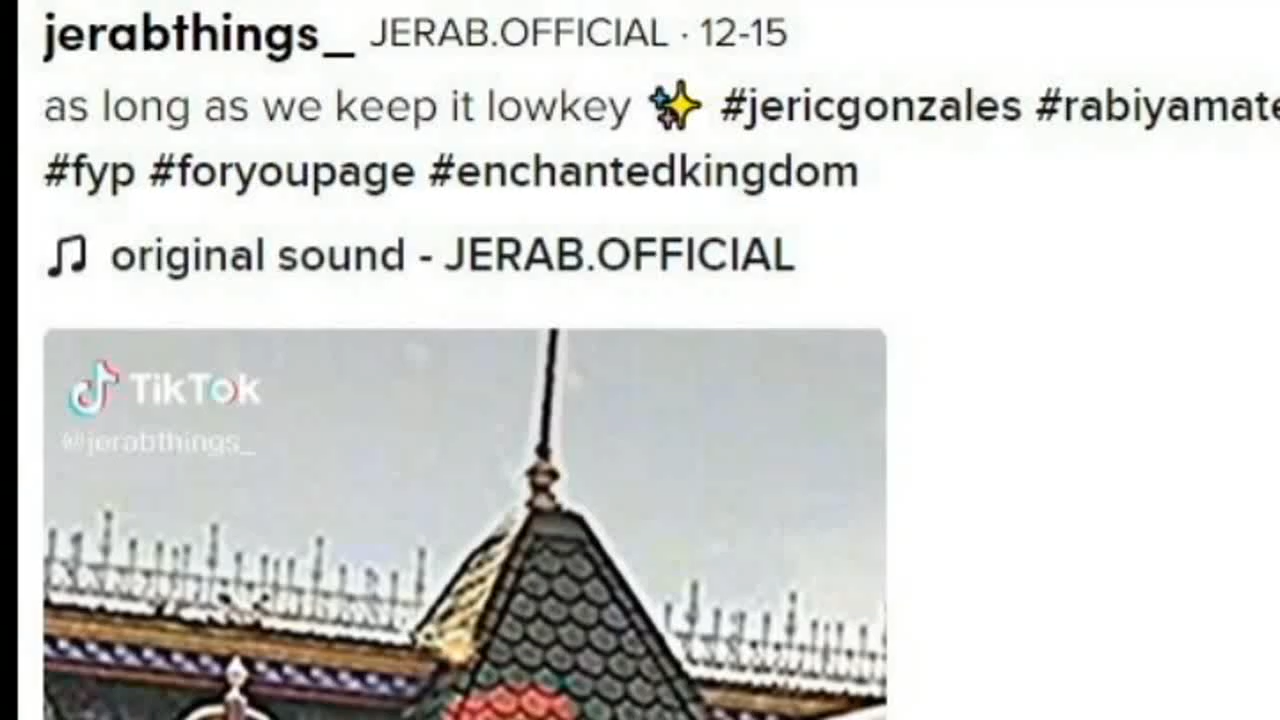 jerabthings_ JERAB.OFFICIAL · 12-15
as long as we keep it lowkey ✨ #jericgonzales #rabiyamate
#fyp #foryoupage #enchantedkingdom
♫ original sound - JERAB.OFFICIAL
TikTok
@jerabthings_